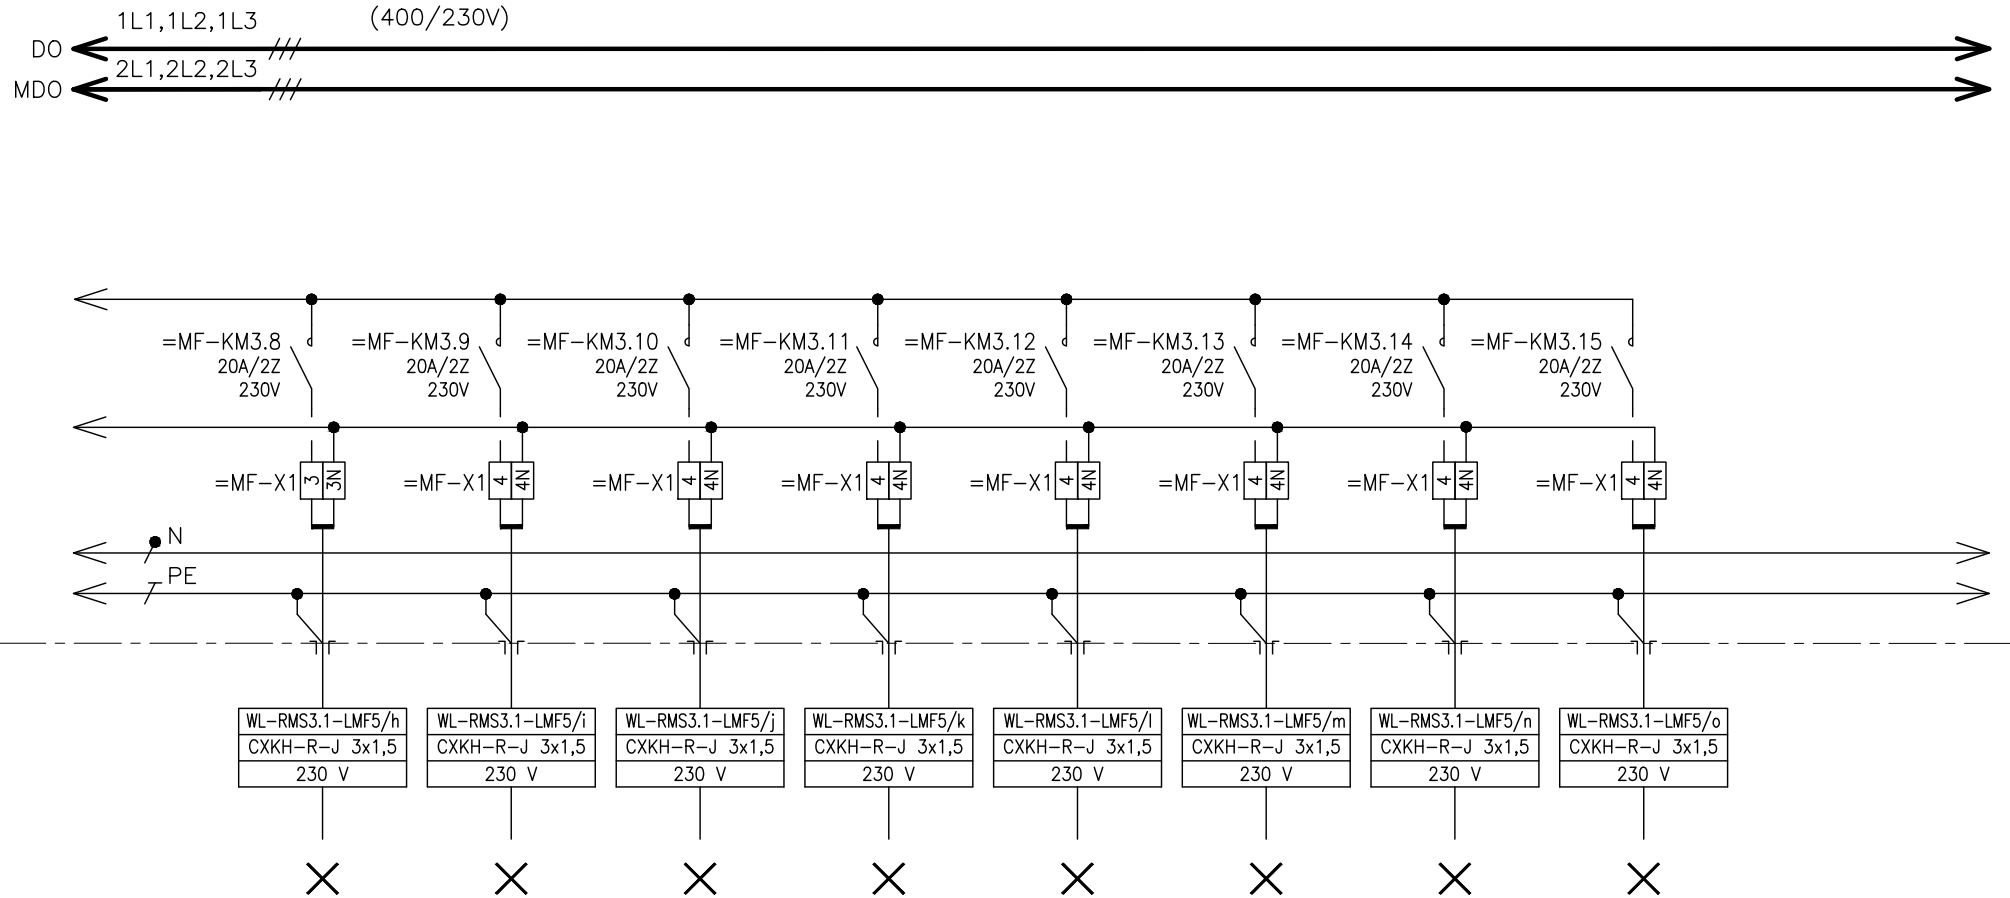 1L1,1L2,1L3
(400/230V)
DO
2L1,2L2,2L3
MDO
=MF-KM3.8
20A/2Z
230V
=MF-KM3.9
20A/2Z
230V
=MF-KM3.10
20A/2Z
230V
=MF-KM3.11
20A/2Z
230V
=MF-KM3.12
20A/2Z
230V
=MF-KM3.13
20A/2Z
230V
=MF-KM3.14
20A/2Z
230V
=MF-KM3.15
20A/2Z
230V
=MF-X1 3 3N
=MF-X1 4 4N
=MF-X1 4 4N
=MF-X1 4 4N
=MF-X1 4 4N
=MF-X1 4 4N
=MF-X1 4 4N
=MF-X1 4 4N
N
PE
WL-RMS3.1-LMF5/h
CXKH-R-J 3x1,5
230 V
WL-RMS3.1-LMF5/i
CXKH-R-J 3x1,5
230 V
WL-RMS3.1-LMF5/j
CXKH-R-J 3x1,5
230 V
WL-RMS3.1-LMF5/k
CXKH-R-J 3x1,5
230 V
WL-RMS3.1-LMF5/l
CXKH-R-J 3x1,5
230 V
WL-RMS3.1-LMF5/m
CXKH-R-J 3x1,5
230 V
WL-RMS3.1-LMF5/n
CXKH-R-J 3x1,5
230 V
WL-RMS3.1-LMF5/o
CXKH-R-J 3x1,5
230 V